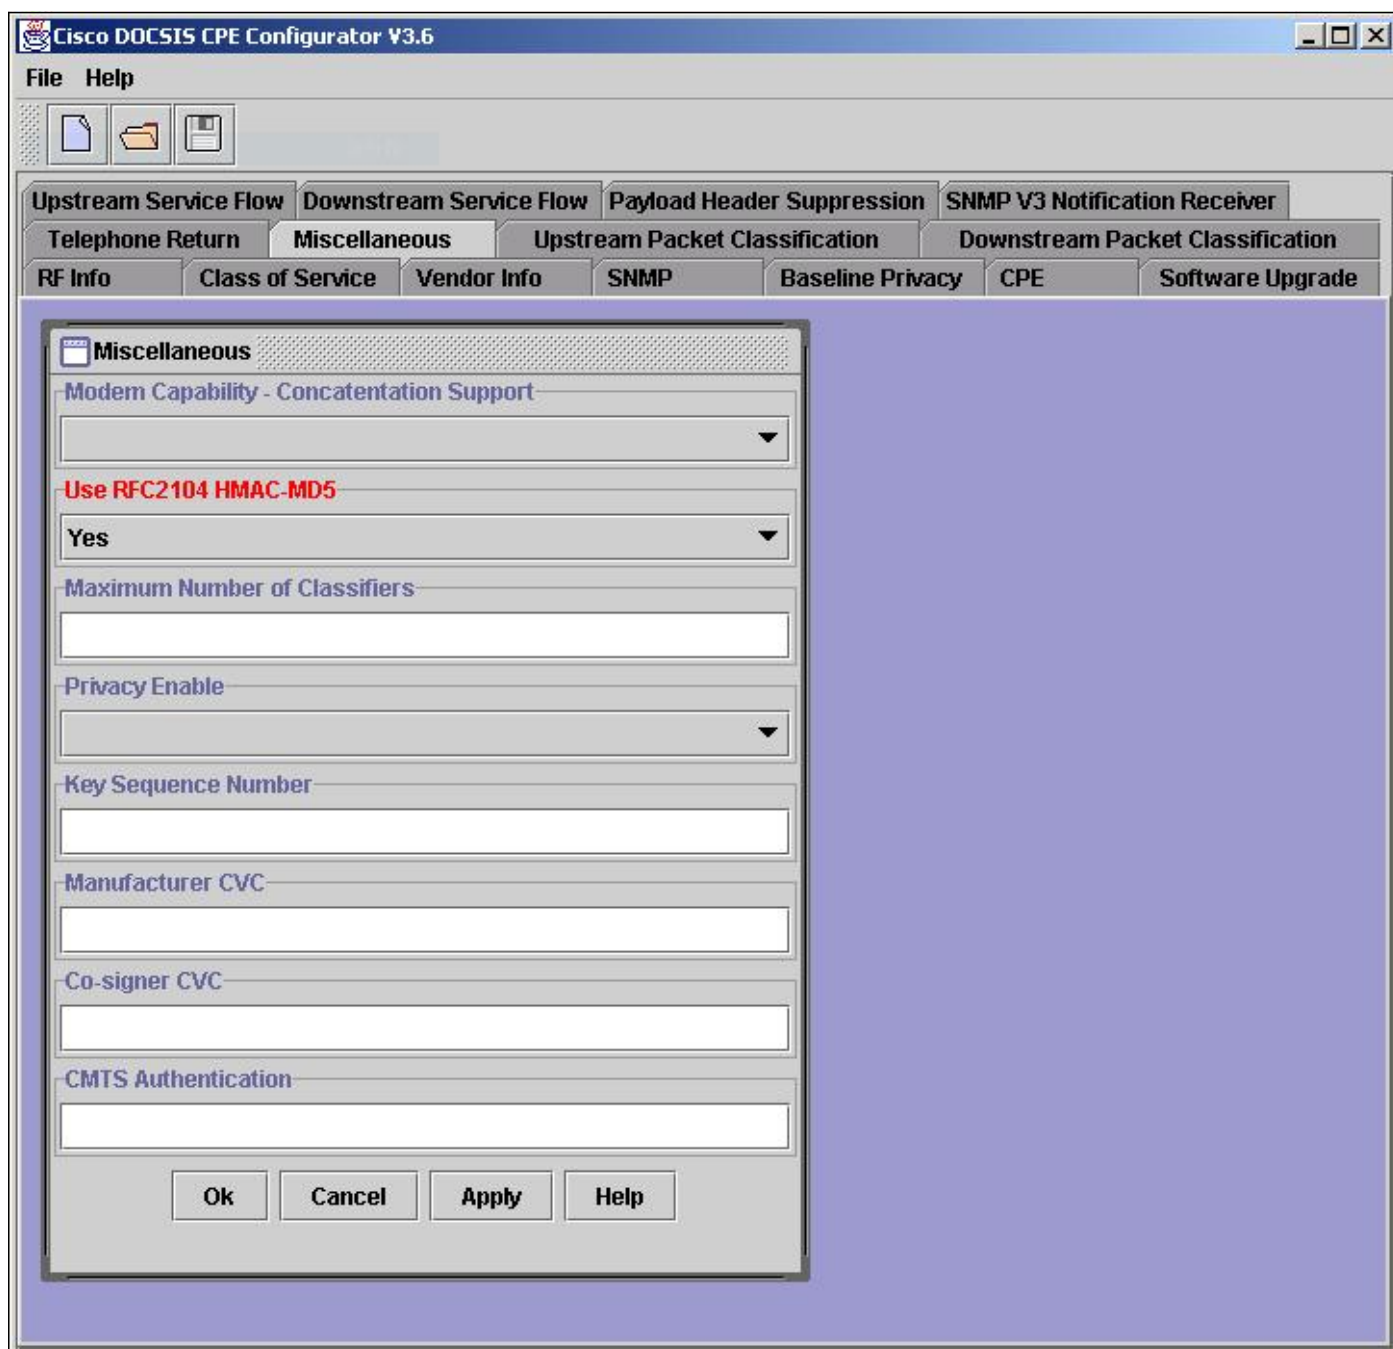 Cisco DOCSIS CPE Configurator V3.6
File Help
Upstream Service Flow Downstream Service Flow Payload Header Suppression SNMP V3 Notification Receiver
Telephone Return Miscellaneous Upstream Packet Classification Downstream Packet Classification
RF Info Class of Service Vendor Info SNMP Baseline Privacy CPE Software Upgrade
Miscellaneous
Modem Capability - Concatentation Support
Use RFC2104 HMAC-MD5
Yes
Maximum Number of Classifiers
Privacy Enable
Key Sequence Number
Manufacturer CVC
Co-signer CVC
CMTS Authentication
Ok Cancel Apply Help